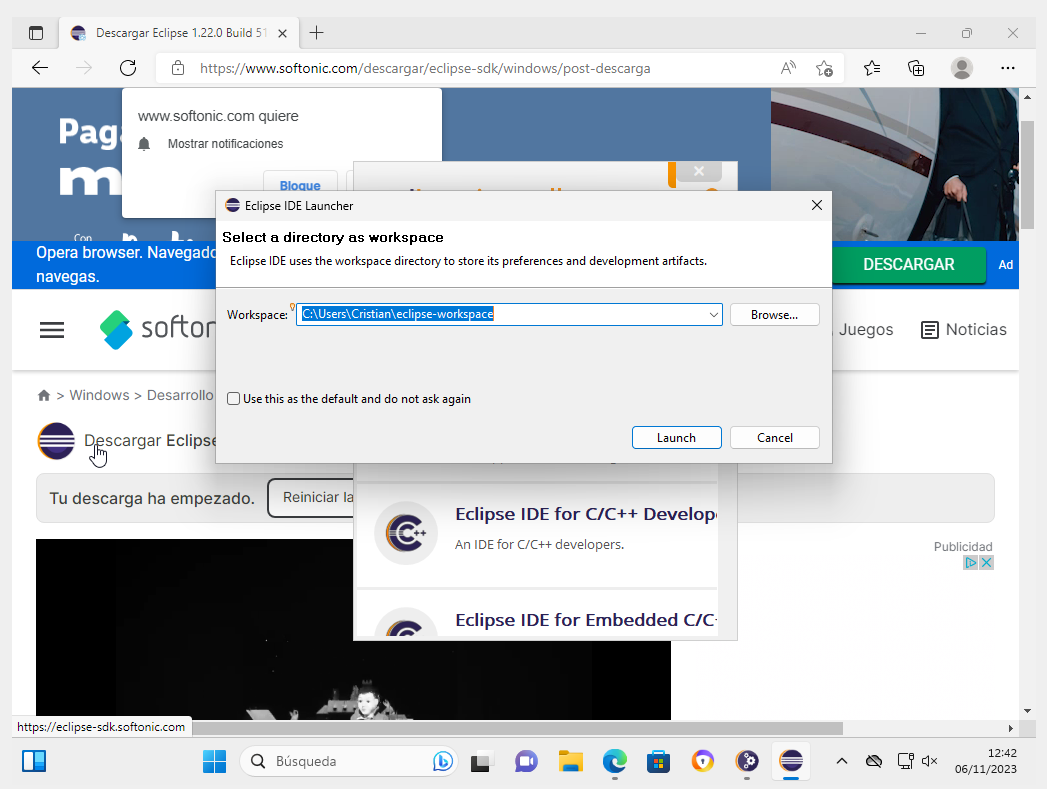 Descargar Eclipse 1.22.0 Build 51
https://www.softonic.com/descargar/eclipse-sdk/windows/post-descarga
Paga
www.softonic.com quiere
Mostrar notificaciones
Bloque
Con
Opera browser. Navegado
navegas.
DESCARGAR
Ad
Eclipse IDE Launcher
Select a directory as workspace
Eclipse IDE uses the workspace directory to store its preferences and development artifacts.
Workspace:
C:\Users\Cristian\eclipse-workspace
Browse...
Use this as the default and do not ask again
Launch
Cancel
softon
Juegos
Noticias
> Windows > Desarrollo
Descargar Eclipse
Tu descarga ha empezado.
Reiniciar la
Eclipse IDE for C/C++ Develop
An IDE for C/C++ developers.
Eclipse IDE for Embedded C/C
Publicidad
https://eclipse-sdk.softonic.com
Búsqueda
12:42
06/11/2023